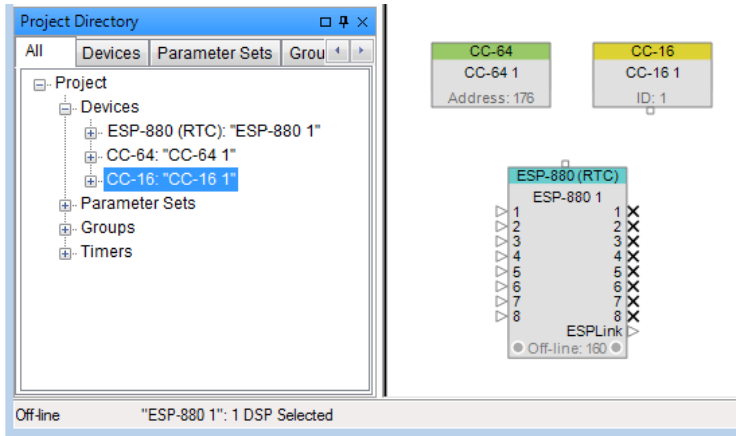 Project Directory
All Devices Parameter Sets Grou
Project
Devices
ESP-880 (RTC): "ESP-880 1"
CC-64: "CC-64 1"
CC-16: "CC-16 1"
Parameter Sets
Groups
Timers
CC-64
CC-64 1
Address: 176
CC-16
CC-16 1
ID: 1
ESP-880 (RTC)
ESP-880 1
1 1
2 2
3 3
4 4
5 5
6 6
7 7
8 8
ESPLink
Off-line: 160
Off-line "ESP-880 1": 1 DSP Selected